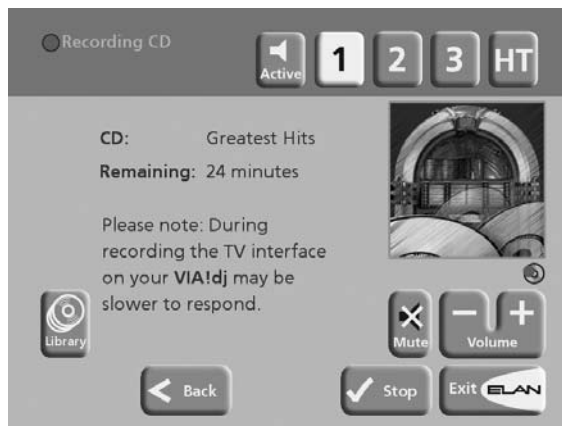 Recording CD
Active
1
2
3
HT
CD: Greatest Hits
Remaining: 24 minutes
Please note: During
recording the TV interface
on your VIA!dj may be
slower to respond.
Library
Mute
Volume
Back
Stop
Exit ELAN